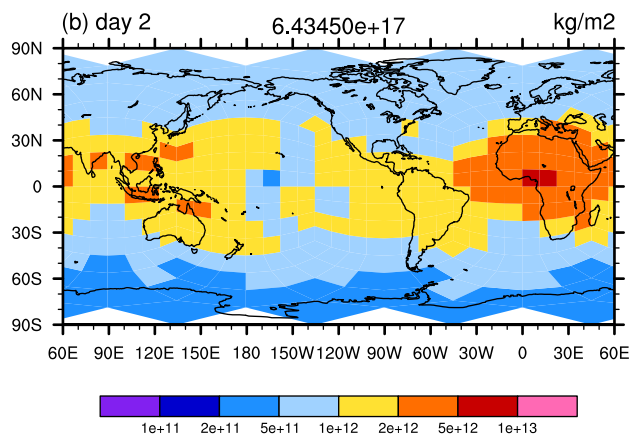 (b) day 2 6.43450e+17 kg/m2
90N
60N
30N
0
30S
60S
90S
60E 90E 120E 150E 180 150W 120W 90W 60W 30W 0 30E 60E
1e+11 2e+11 5e+11 1e+12 2e+12 5e+12 1e+13